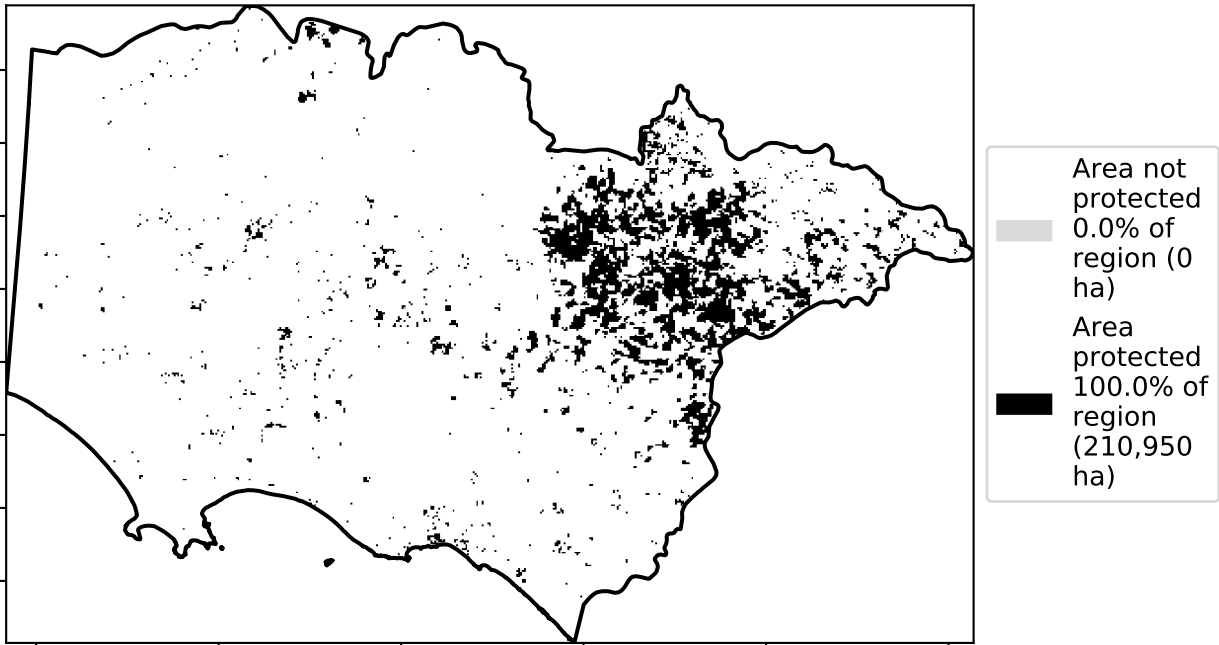 Area not
protected
0.0% of
region (0
ha)
Area
protected
100.0% of
region
(210,950
ha)